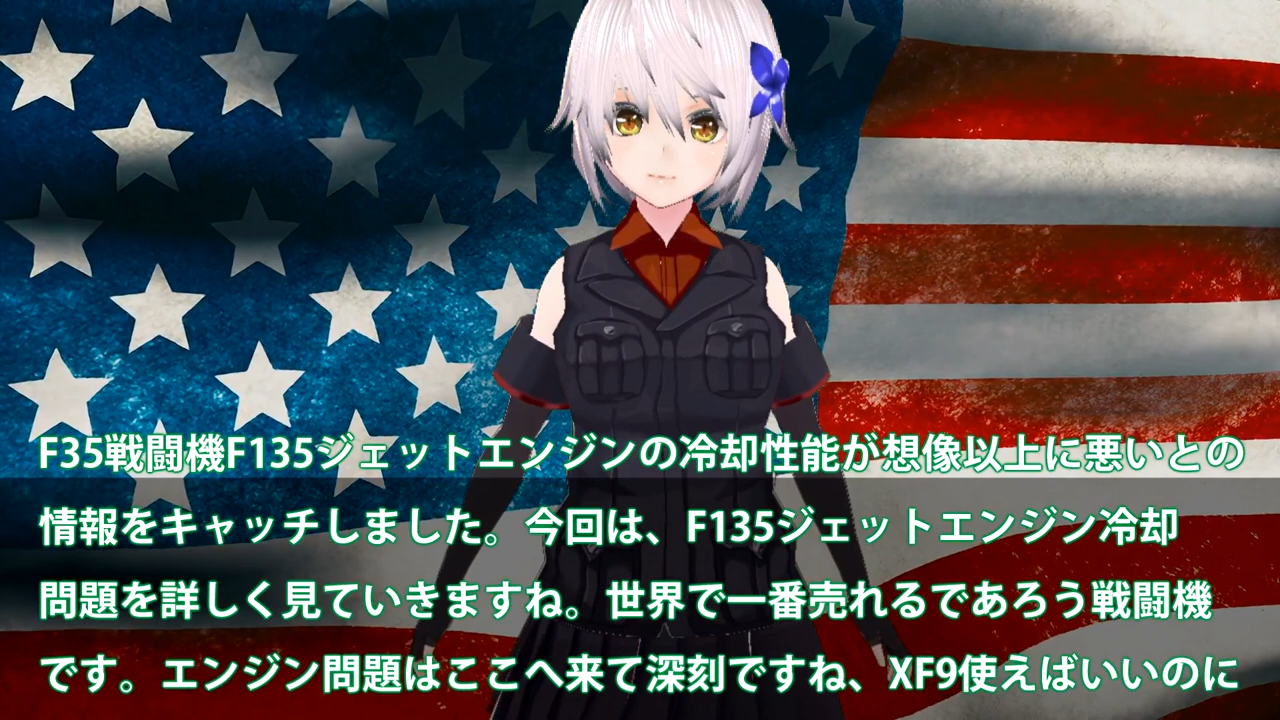 F35戦闘機F135ジェットエンジンの冷却性能が想像以上に悪いとの
情報をキャッチしました。今回は、F135ジェットエンジン冷却
問題を詳しく見ていきますね。世界で一番売れるであろう戦闘機
です。エンジン問題はここへ来て深刻ですね、XF9使えばいいのに